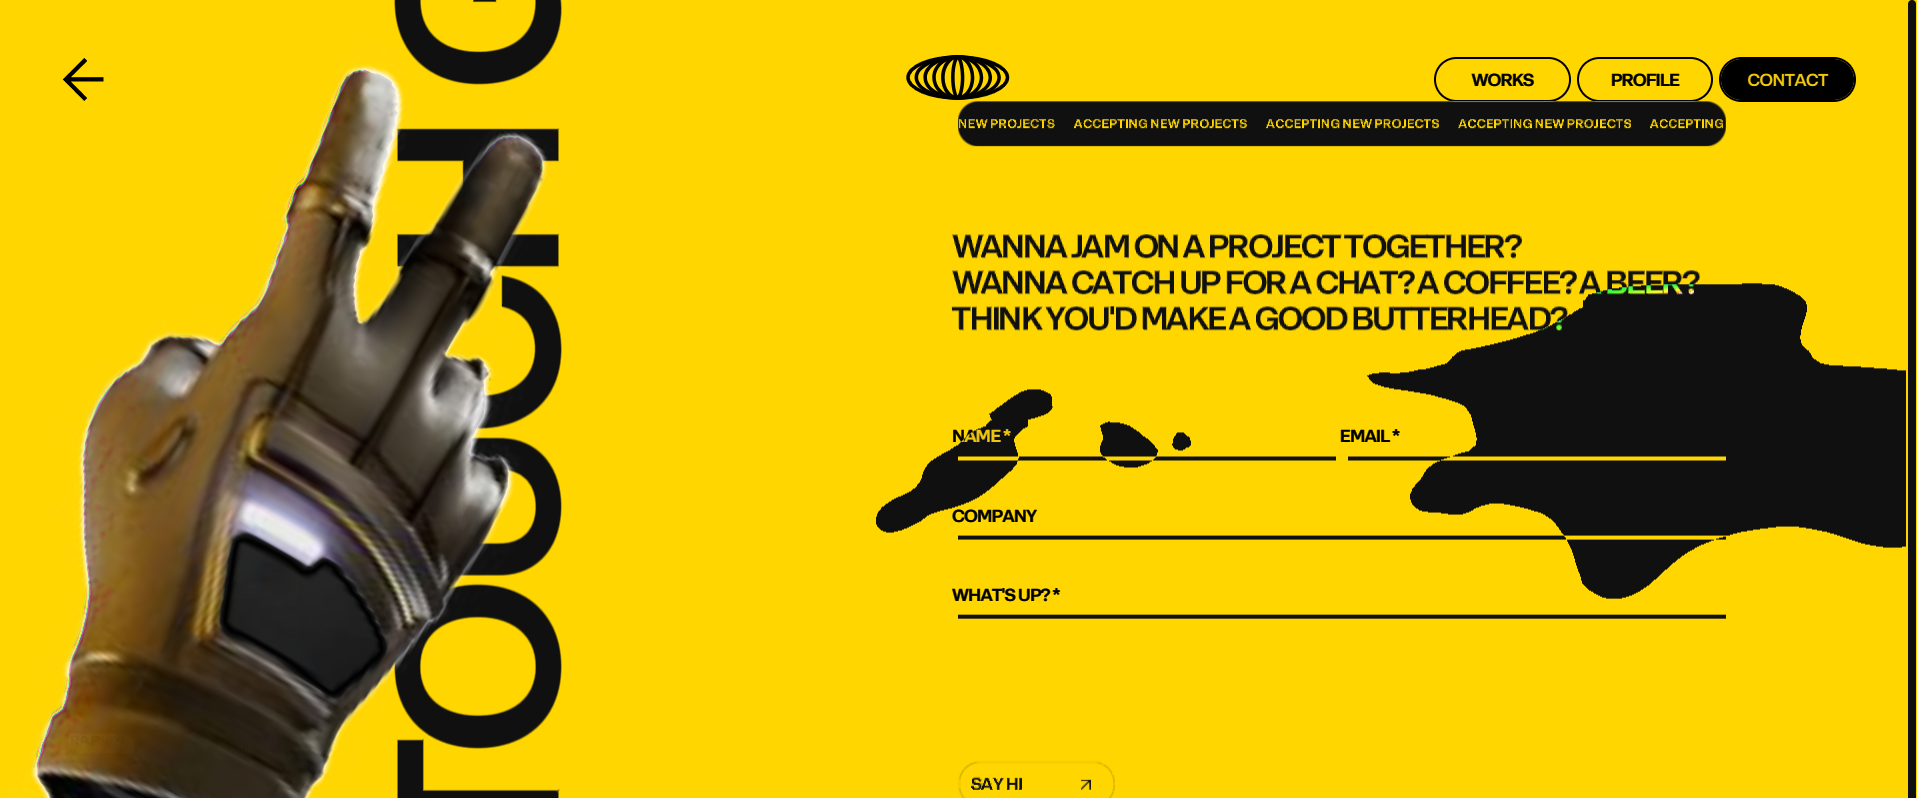 WORKS
PROFILE
CONTACT
NEW PROJECTS ACCEPTING NEW PROJECTS ACCEPTING NEW PROJECTS ACCEPTING NEW PROJECTS ACCEPTING
WANNA JAM ON A PROJECT TOGETHER?
WANNA CATCH UP FOR A CHAT? A COFFEE? A BEER?
THINK YOU'D MAKE A GOOD BUTTERHEAD?
NAME*
EMAIL*
COMPANY
WHAT'S UP?*
SAY HI